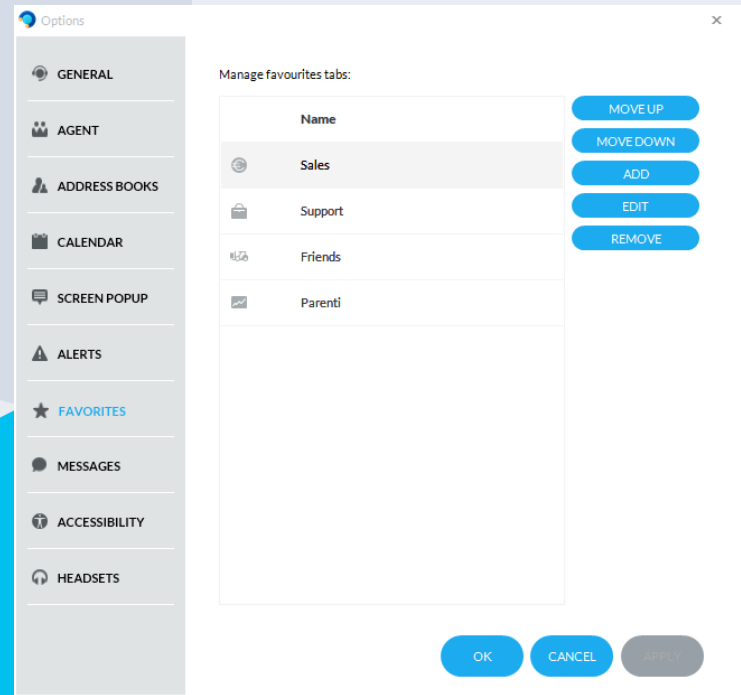 Options
GENERAL
AGENT
ADDRESS BOOKS
CALENDAR
SCREEN POPUP
ALERTS
FAVORITES
MESSAGES
ACCESSIBILITY
HEADSETS
Manage favourites tabs:
Name
Sales
Support
Friends
Parenti
MOVE UP
MOVE DOWN
ADD
EDIT
REMOVE
OK
CANCEL
APPLY